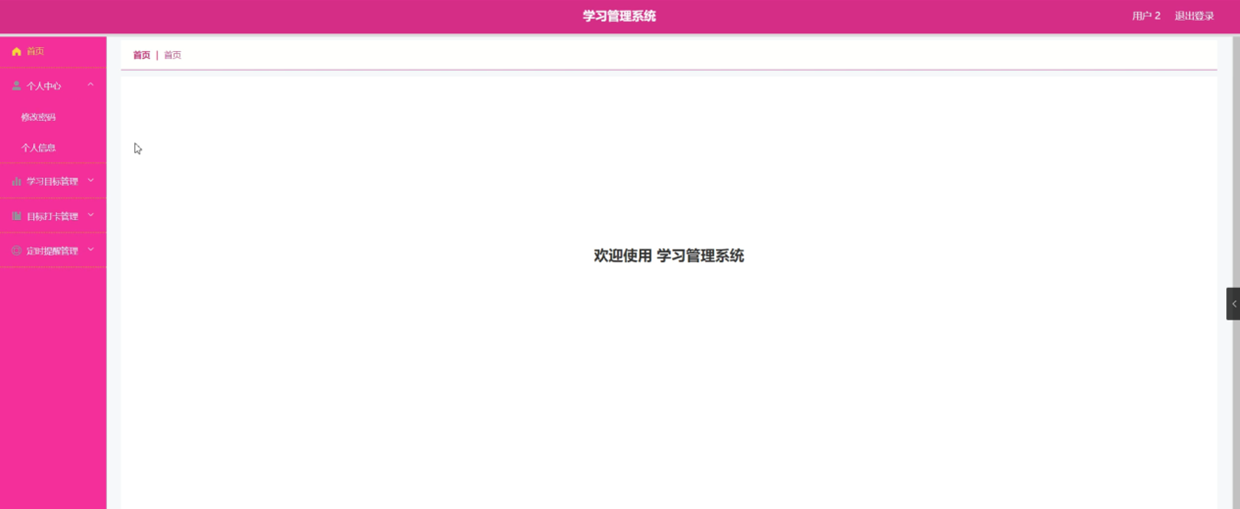 学习管理系统
用户 2 退出登录
首页
个人中心
修改密码
个人信息
学习目标管理
目标打卡管理
定时提醒管理
首页 | 首页
欢迎使用 学习管理系统